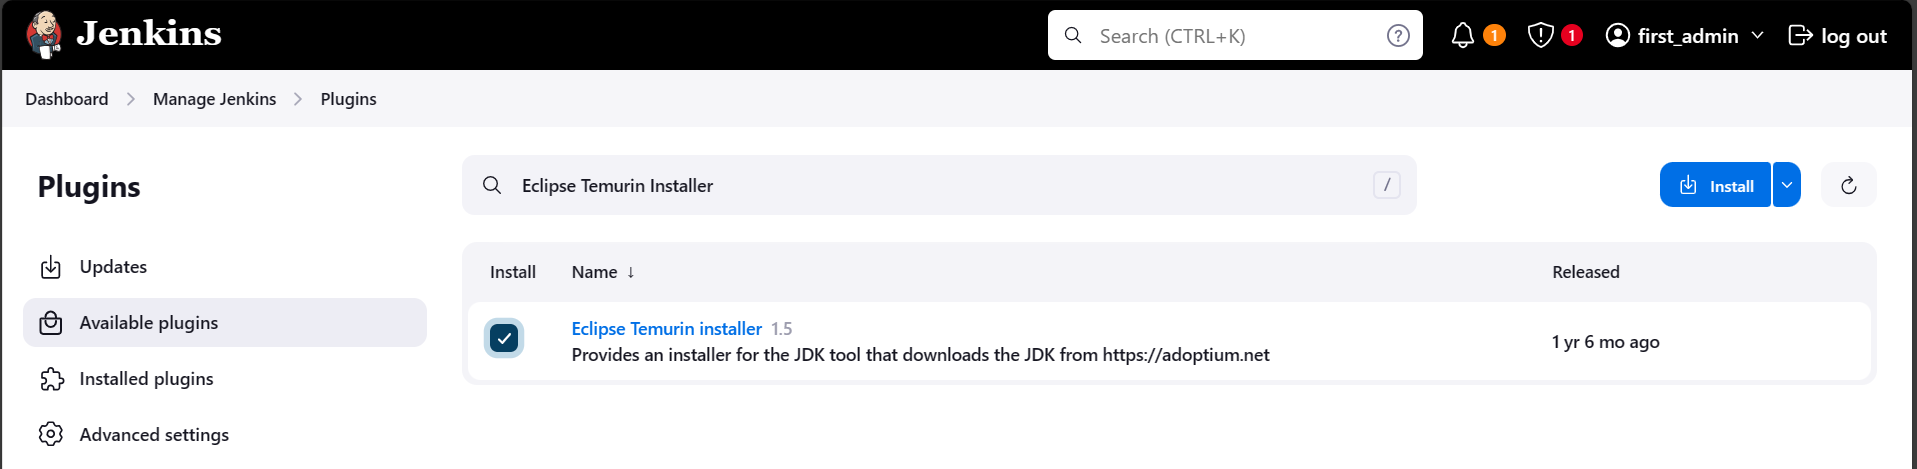 Jenkins
Search (CTRL+K)
?
1
1
first_admin
log out
Dashboard
Manage Jenkins
Plugins
Plugins
Eclipse Temurin Installer
/
Install
Updates
Available plugins
Installed plugins
Advanced settings
Install Name ↓ Released
Eclipse Temurin installer 1.5
Provides an installer for the JDK tool that downloads the JDK from https://adoptium.net
1 yr 6 mo ago